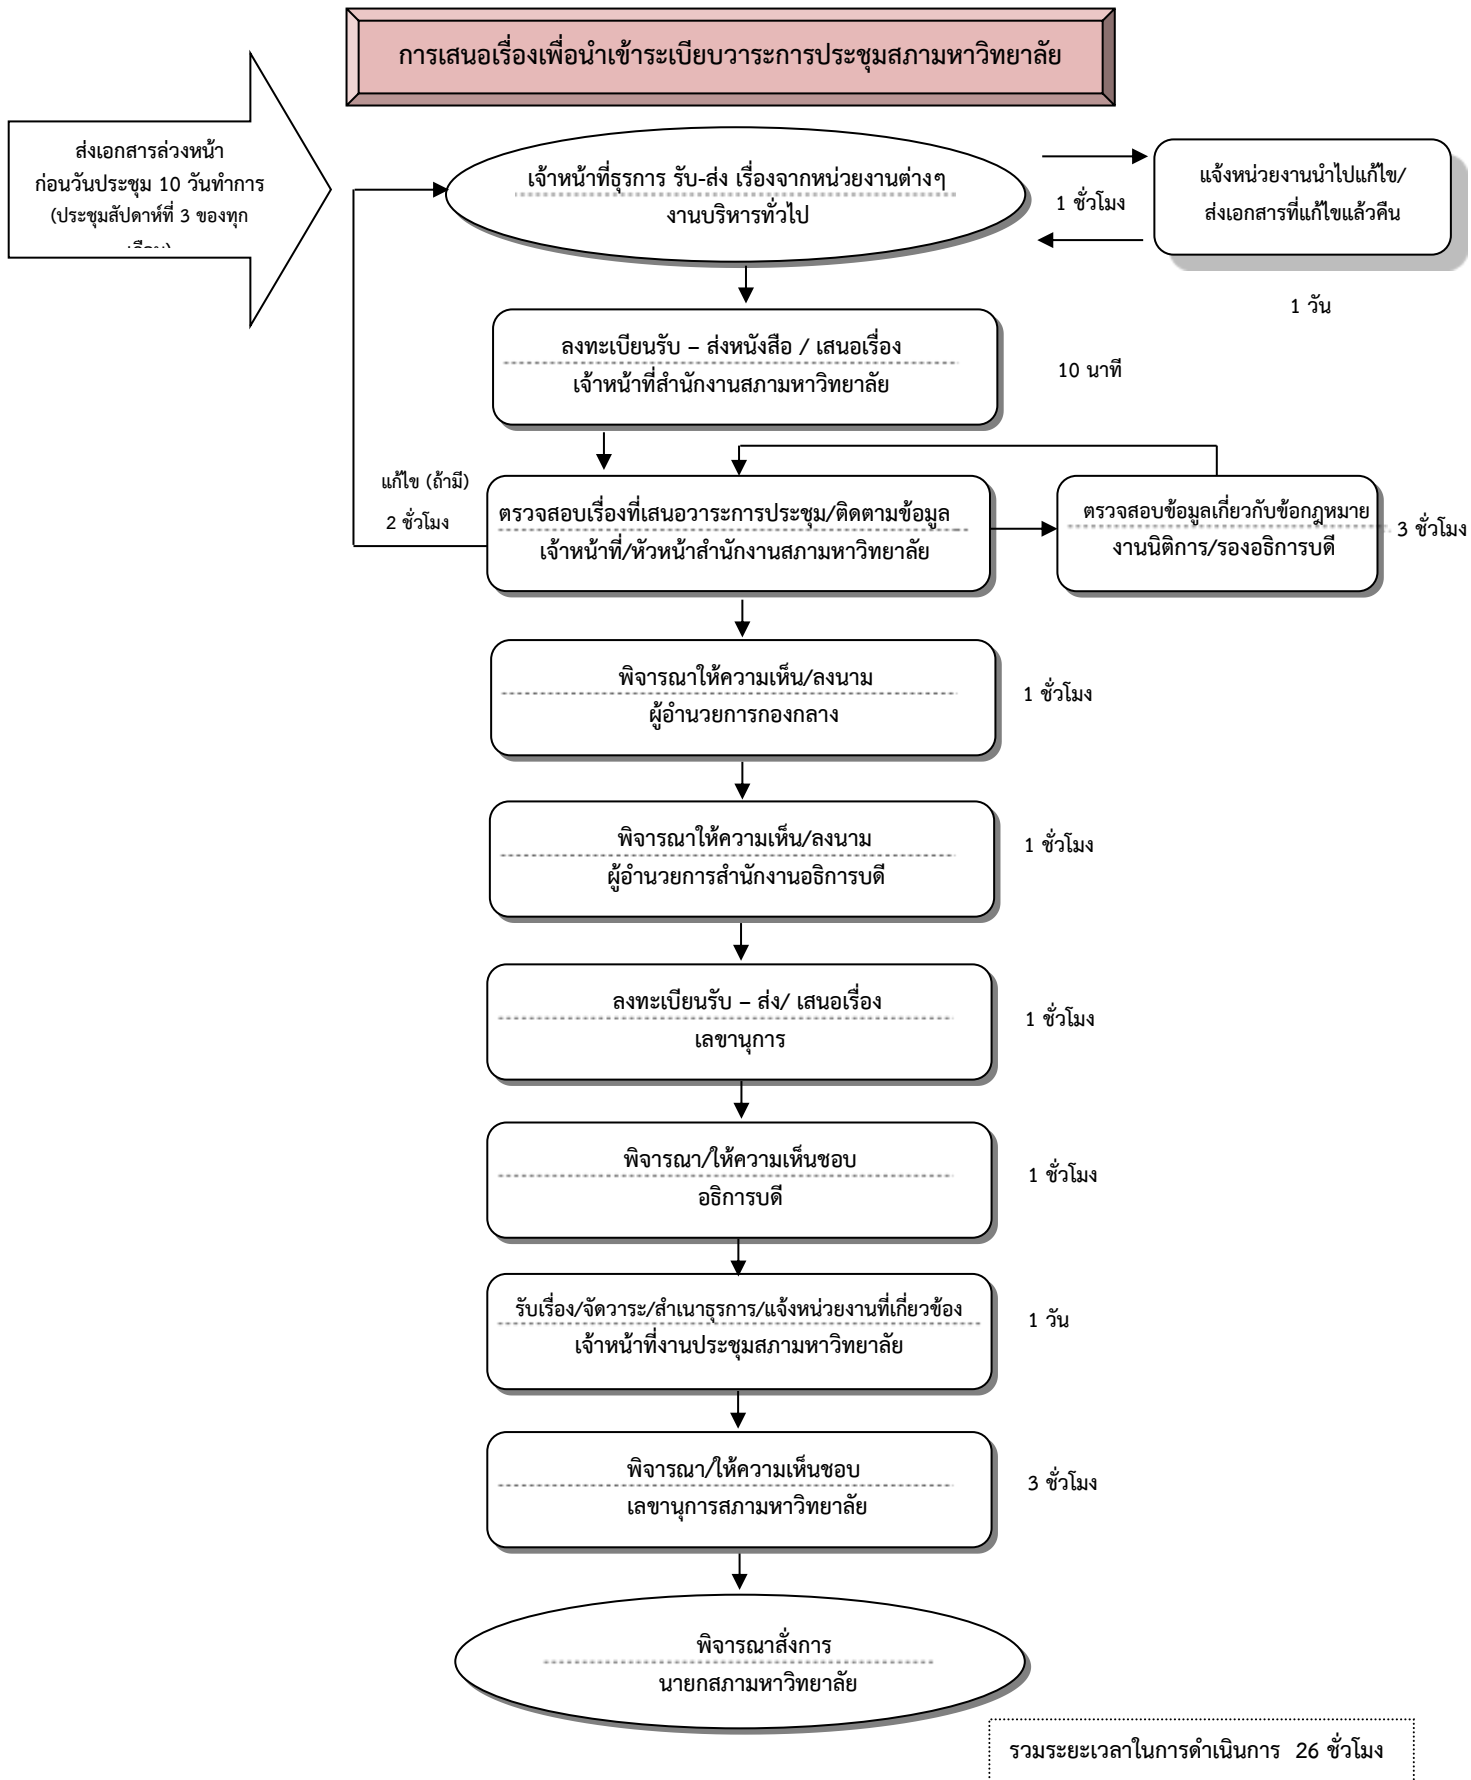 การเสนอเรื่องเพื่อนำเข้าระเบียบวาระการประชุมสภามหาวิทยาลัย
ส่งเอกสารล่วงหน้า
ก่อนวันประชุม 10 วันทำการ
(ประชุมสัปดาห์ที่ 3 ของทุก
เจ้าหน้าที่ธุรการ รับ-ส่ง เรื่องจากหน่วยงานต่างๆ
งานบริหารทั่วไป
1 ชั่วโมง
แจ้งหน่วยงานนำไปแก้ไข/
ส่งเอกสารที่แก้ไขแล้วคืน
1 วัน
ลงทะเบียนรับ – ส่งหนังสือ / เสนอเรื่อง
เจ้าหน้าที่สำนักงานสภามหาวิทยาลัย
10 นาที
แก้ไข (ถ้ามี)
2 ชั่วโมง
ตรวจสอบเรื่องที่เสนอวาระการประชุม/ติดตามข้อมูล
เจ้าหน้าที่/หัวหน้าสำนักงานสภามหาวิทยาลัย
ตรวจสอบข้อมูลเกี่ยวกับข้อกฎหมาย
งานนิติการ/รองอธิการบดี
3 ชั่วโมง
พิจารณาให้ความเห็น/ลงนาม
ผู้อำนวยการกองกลาง
1 ชั่วโมง
พิจารณาให้ความเห็น/ลงนาม
ผู้อำนวยการสำนักงานอธิการบดี
1 ชั่วโมง
ลงทะเบียนรับ – ส่ง/ เสนอเรื่อง
เลขานุการ
1 ชั่วโมง
พิจารณา/ให้ความเห็นชอบ
อธิการบดี
1 ชั่วโมง
รับเรื่อง/จัดวาระ/สำเนาธุรการ/แจ้งหน่วยงานที่เกี่ยวข้อง
เจ้าหน้าที่งานประชุมสภามหาวิทยาลัย
1 วัน
พิจารณา/ให้ความเห็นชอบ
เลขานุการสภามหาวิทยาลัย
3 ชั่วโมง
พิจารณาสั่งการ
นายกสภามหาวิทยาลัย
รวมระยะเวลาในการดำเนินการ 26 ชั่วโมง